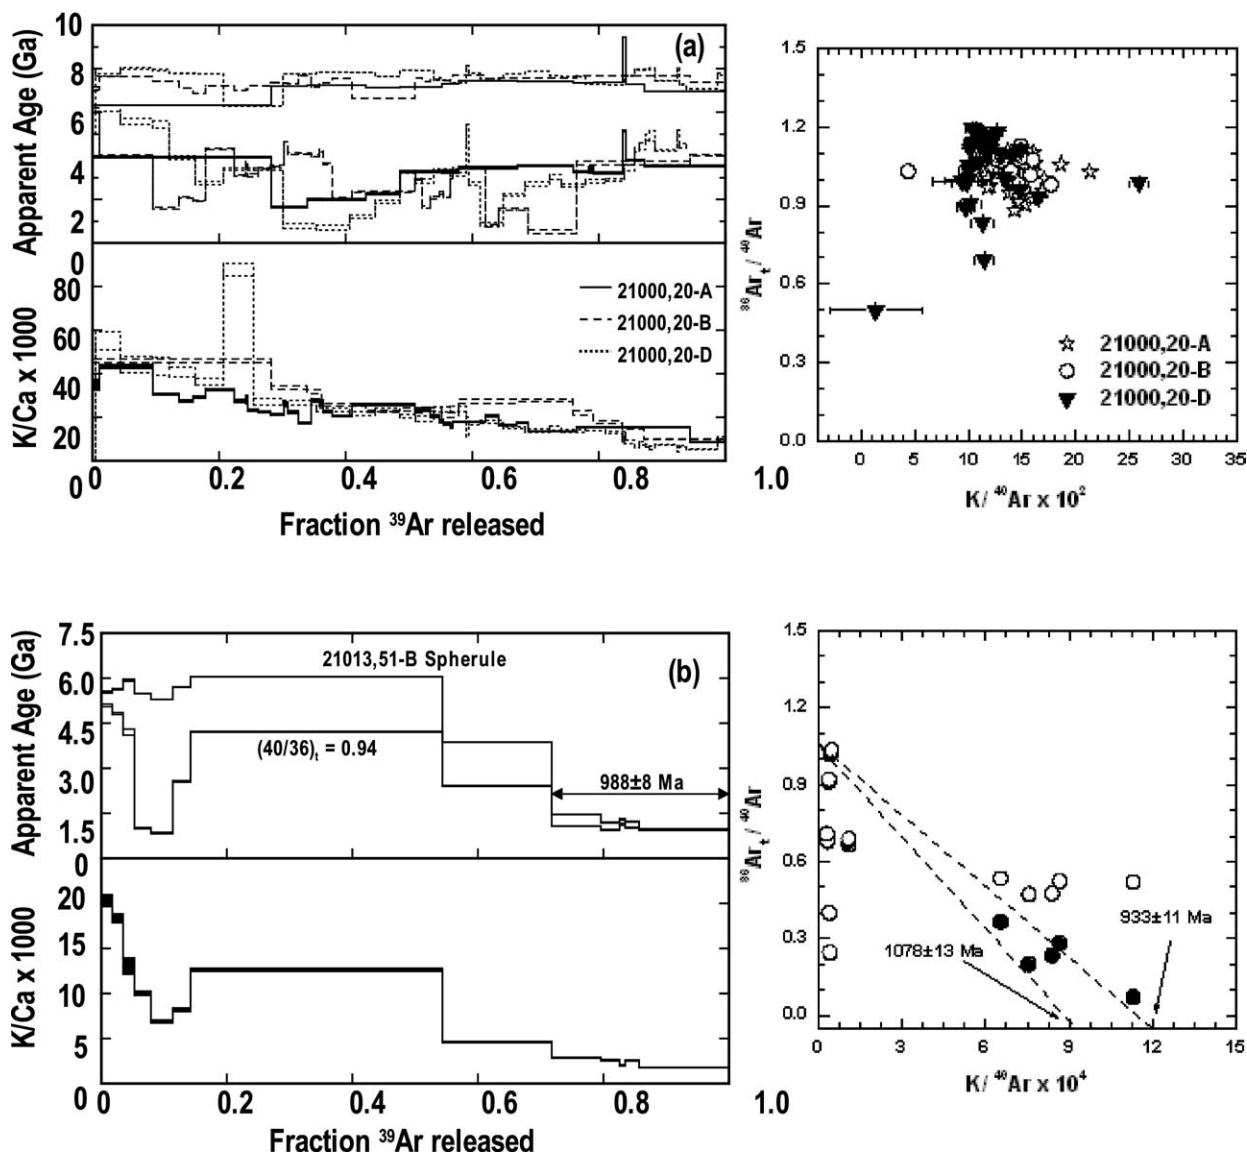 (a)
Apparent Age (Ga)
10
8
6
4
2
0
K/Ca x 1000
80
60
40
20
0
21000,20-A
21000,20-B
21000,20-D
0 0.2 0.4 0.6 0.8 1.0
Fraction ³⁹Ar released
³⁶Arₜ/ ⁴⁰Ar
1.5
1.2
0.9
0.6
0.3
0.0
21000,20-A
21000,20-B
21000,20-D
0 5 10 15 20 25 30 35
K/ ⁴⁰Ar x 10²
(b)
Apparent Age (Ga)
7.5
6.0
4.5
3.0
1.5
0
21013,51-B Spherule
(40/36)ₜ = 0.94
988±8 Ma
K/Ca x 1000
20
15
10
5
0
0 0.2 0.4 0.6 0.8 1.0
Fraction ³⁹Ar released
³⁶Arₜ/ ⁴⁰Ar
1.5
1.2
0.9
0.6
0.3
0.0
933±11 Ma
1078±13 Ma
0 3 6 9 12 15
K/ ⁴⁰Ar x 10⁴